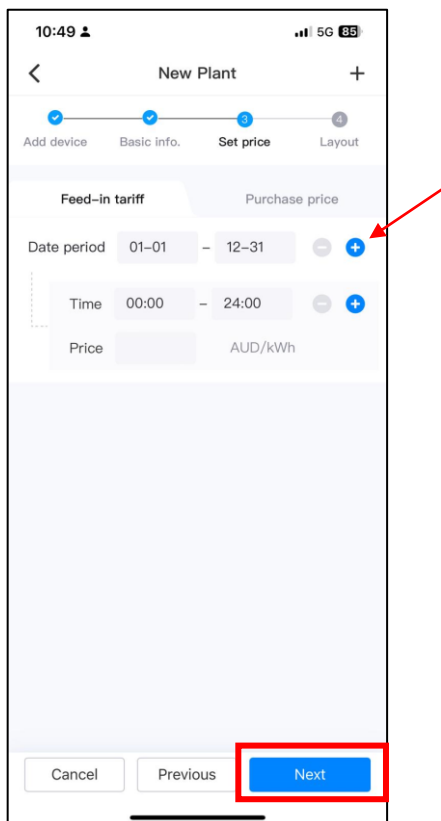 10:49 5G 85
New Plant +
3 4
Add device Basic info. Set price Layout
Feed-in tariff Purchase price
Date period 01-01 - 12-31
Time 00:00 - 24:00
Price AUD/kWh
Cancel Previous Next